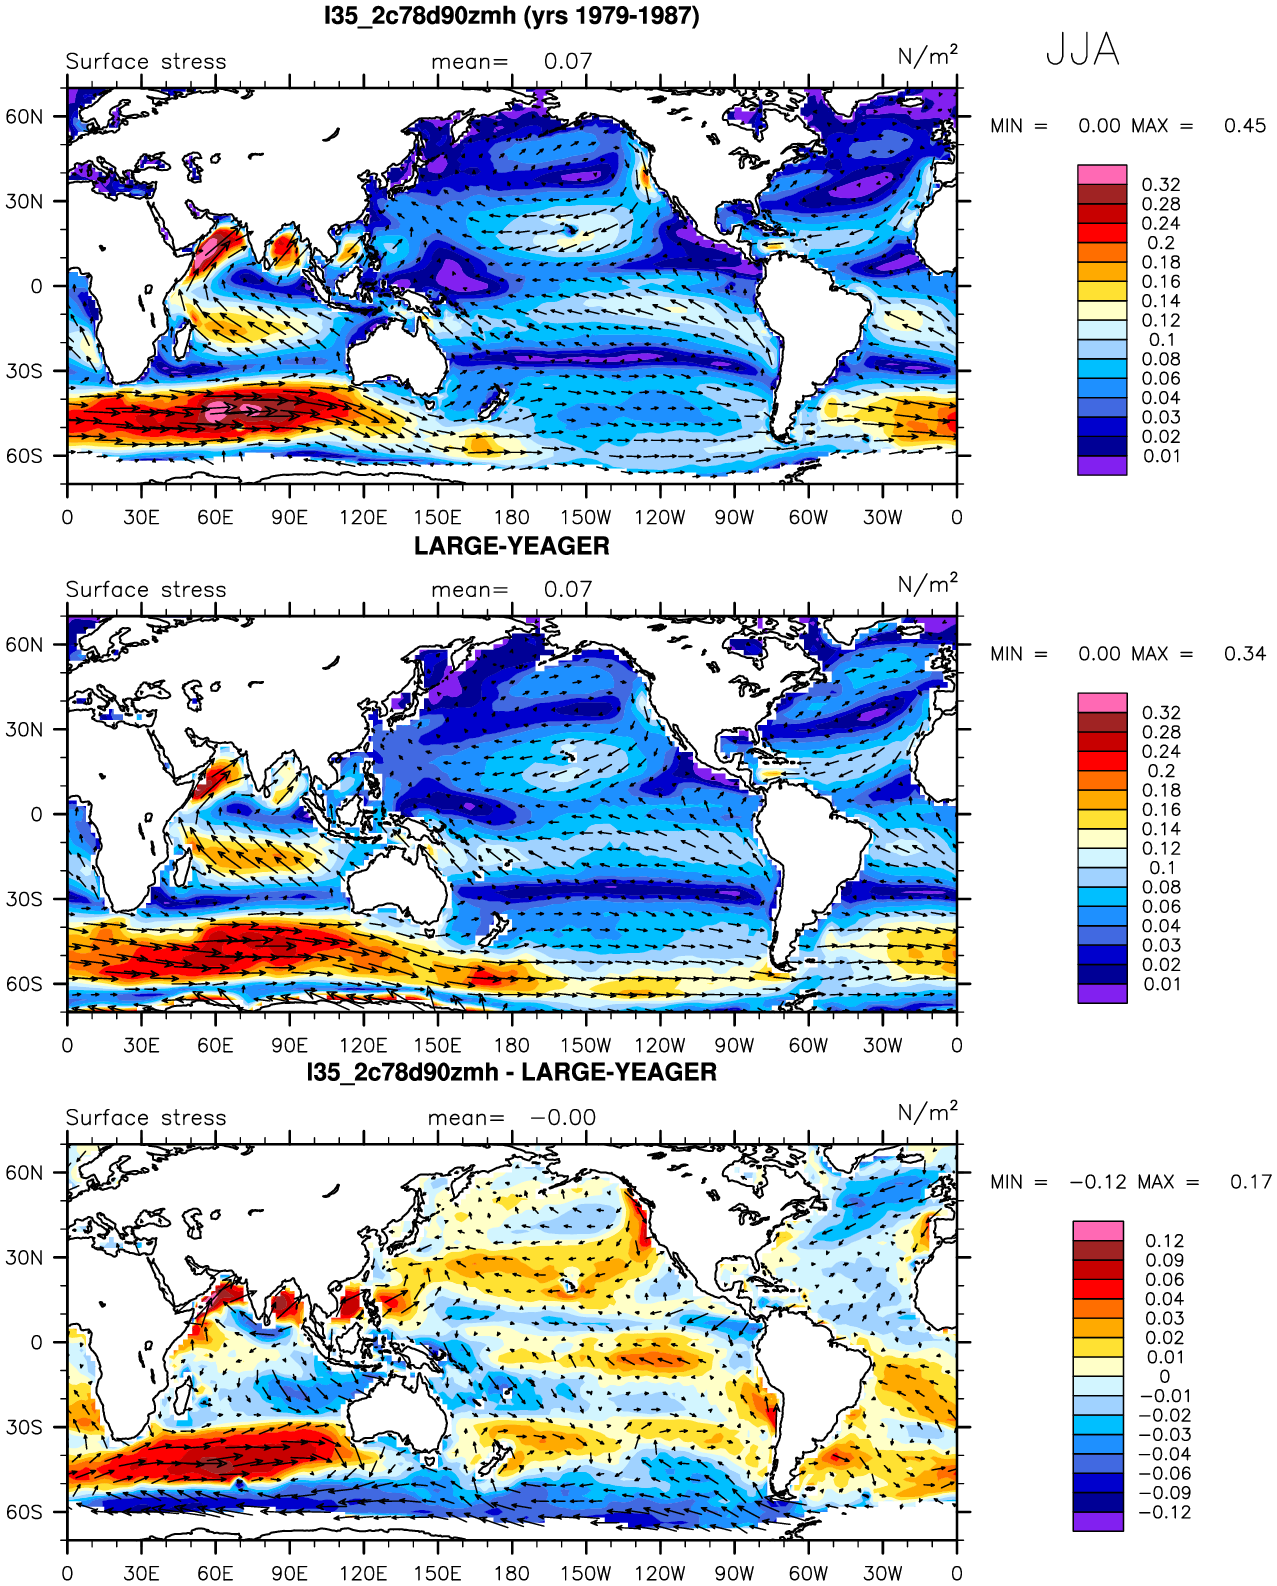 I35_2c78d90zmh (yrs 1979-1987)
JJA
Surface stress mean= 0.07 N/m²
MIN = 0.00 MAX = 0.45
60N
30N
0
30S
60S
0 30E 60E 90E 120E 150E 180 150W 120W 90W 60W 30W 0
0.32
0.28
0.24
0.2
0.18
0.16
0.14
0.12
0.1
0.08
0.06
0.04
0.03
0.02
0.01
LARGE-YEAGER
Surface stress mean= 0.07 N/m²
MIN = 0.00 MAX = 0.34
60N
30N
0
30S
60S
0 30E 60E 90E 120E 150E 180 150W 120W 90W 60W 30W 0
0.32
0.28
0.24
0.2
0.18
0.16
0.14
0.12
0.1
0.08
0.06
0.04
0.03
0.02
0.01
I35_2c78d90zmh - LARGE-YEAGER
Surface stress mean= −0.00 N/m²
MIN = −0.12 MAX = 0.17
60N
30N
0
30S
60S
0 30E 60E 90E 120E 150E 180 150W 120W 90W 60W 30W 0
0.12
0.09
0.06
0.04
0.03
0.02
0.01
0
−0.01
−0.02
−0.03
−0.04
−0.06
−0.09
−0.12